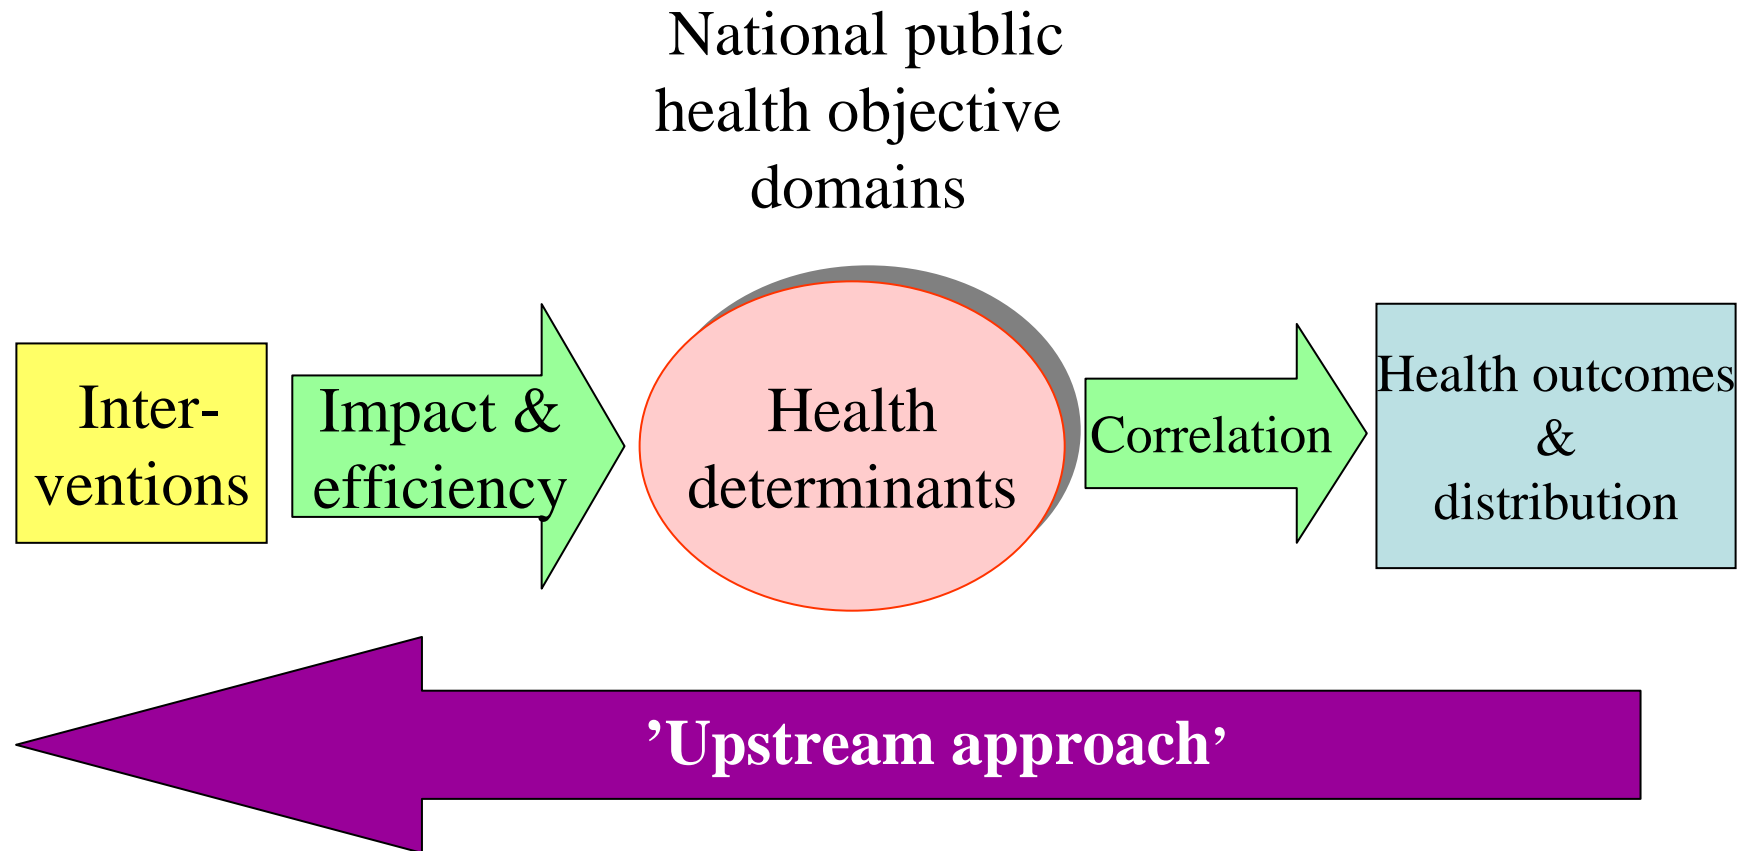 National public
health objective
domains
Inter-
ventions
Impact &
efficiency
Health
determinants
Correlation
Health outcomes
&
distribution
’Upstream approach’